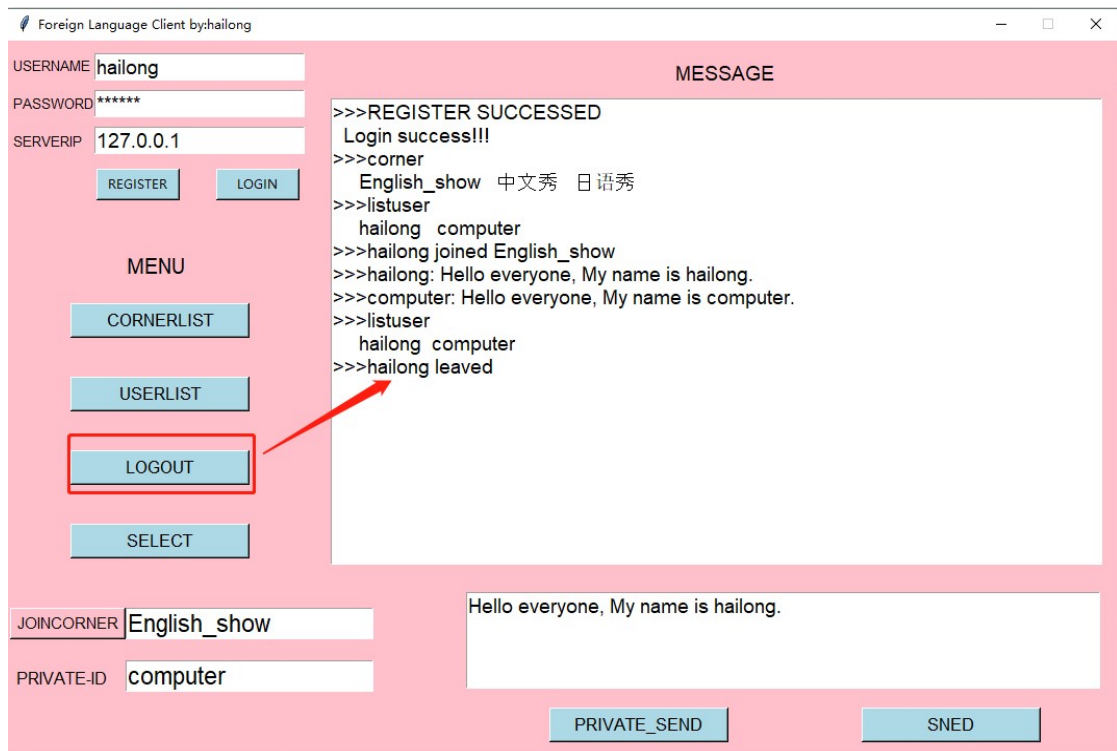 Foreign Language Client by:hailong
USERNAME hailong
PASSWORD ******
SERVERIP 127.0.0.1
REGISTER LOGIN
MENU
CORNERLIST
USERLIST
LOGOUT
SELECT
JOINCORNER English_show
PRIVATE-ID computer
MESSAGE
>>>REGISTER SUCCESSED
Login success!!!
>>>corner
English_show 中文秀 日语秀
>>>listuser
hailong computer
>>>hailong joined English_show
>>>hailong: Hello everyone, My name is hailong.
>>>computer: Hello everyone, My name is computer.
>>>listuser
hailong computer
>>>hailong leaved
Hello everyone, My name is hailong.
PRIVATE_SEND SNED